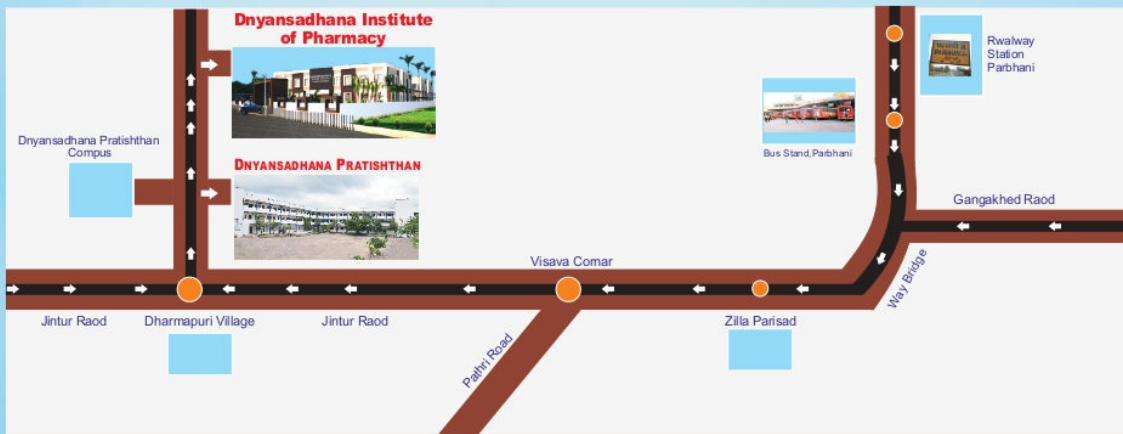 Dnyansadhana Institute
of Pharmacy
Rwalway
Station
Parbhani
Dnyansadhana Pratishthan
Compus
Bus Stand,Parbhani
DNYANSADHANA PRATISHTHAN
Gangakhed Raod
Way Bridge
Visava Cornar
Jintur Raod
Dharmapuri Village
Jintur Raod
Zilla Parisad
Pathri Road